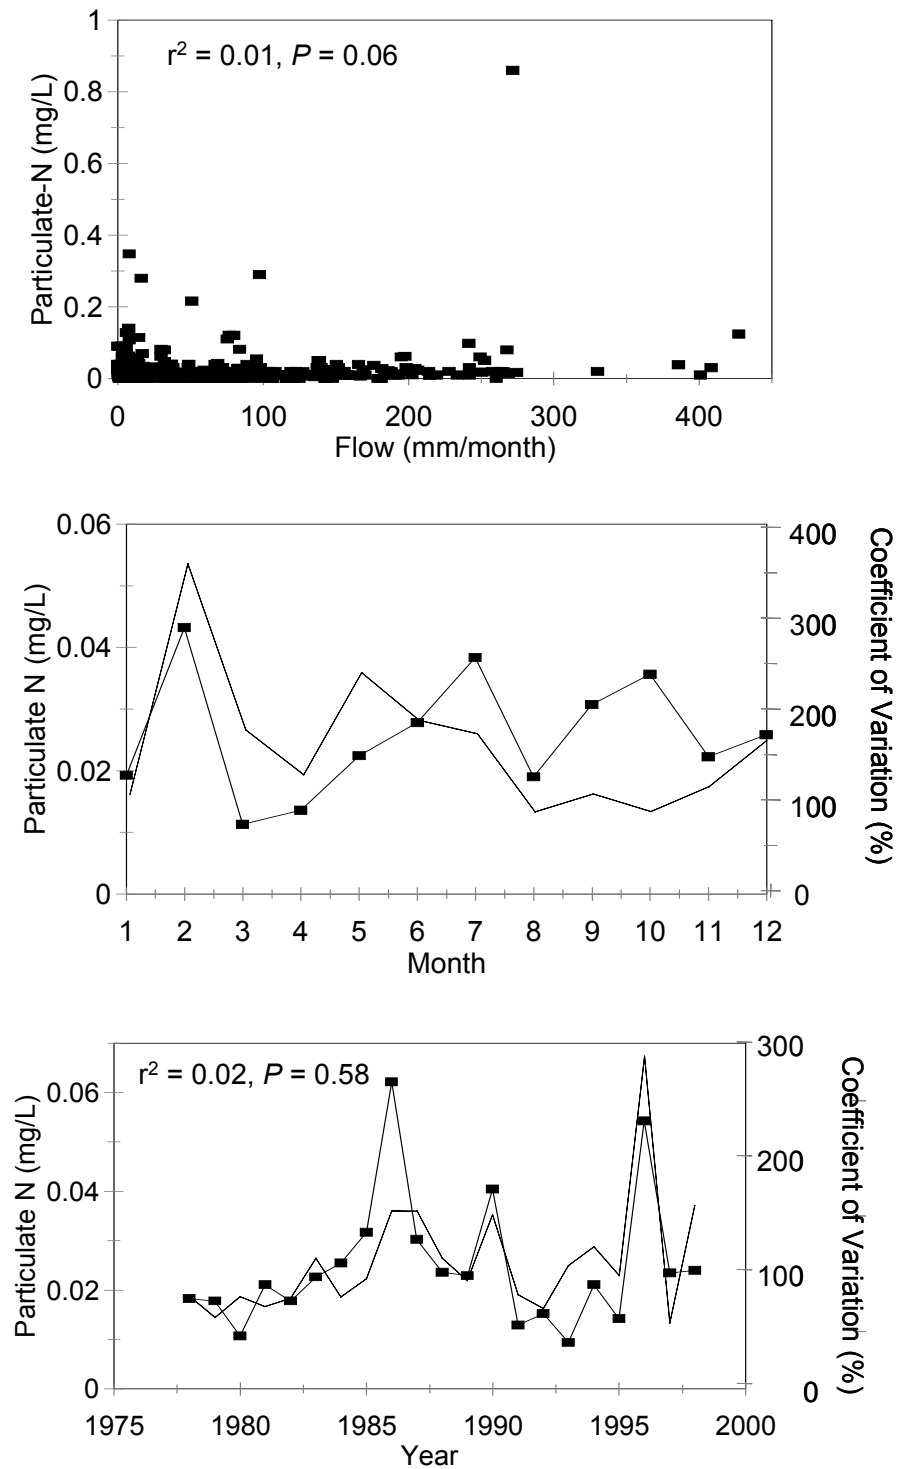 r² = 0.01, P = 0.06
Particulate-N (mg/L)
1
0.8
0.6
0.4
0.2
0
0 100 200 300 400
Flow (mm/month)
Particulate N (mg/L)
0.06
0.04
0.02
0
Coefficient of Variation (%)
400
300
200
100
0
1 2 3 4 5 6 7 8 9 10 11 12
Month
r² = 0.02, P = 0.58
Particulate N (mg/L)
0.06
0.04
0.02
0
Coefficient of Variation (%)
300
200
100
0
1975 1980 1985 1990 1995 2000
Year